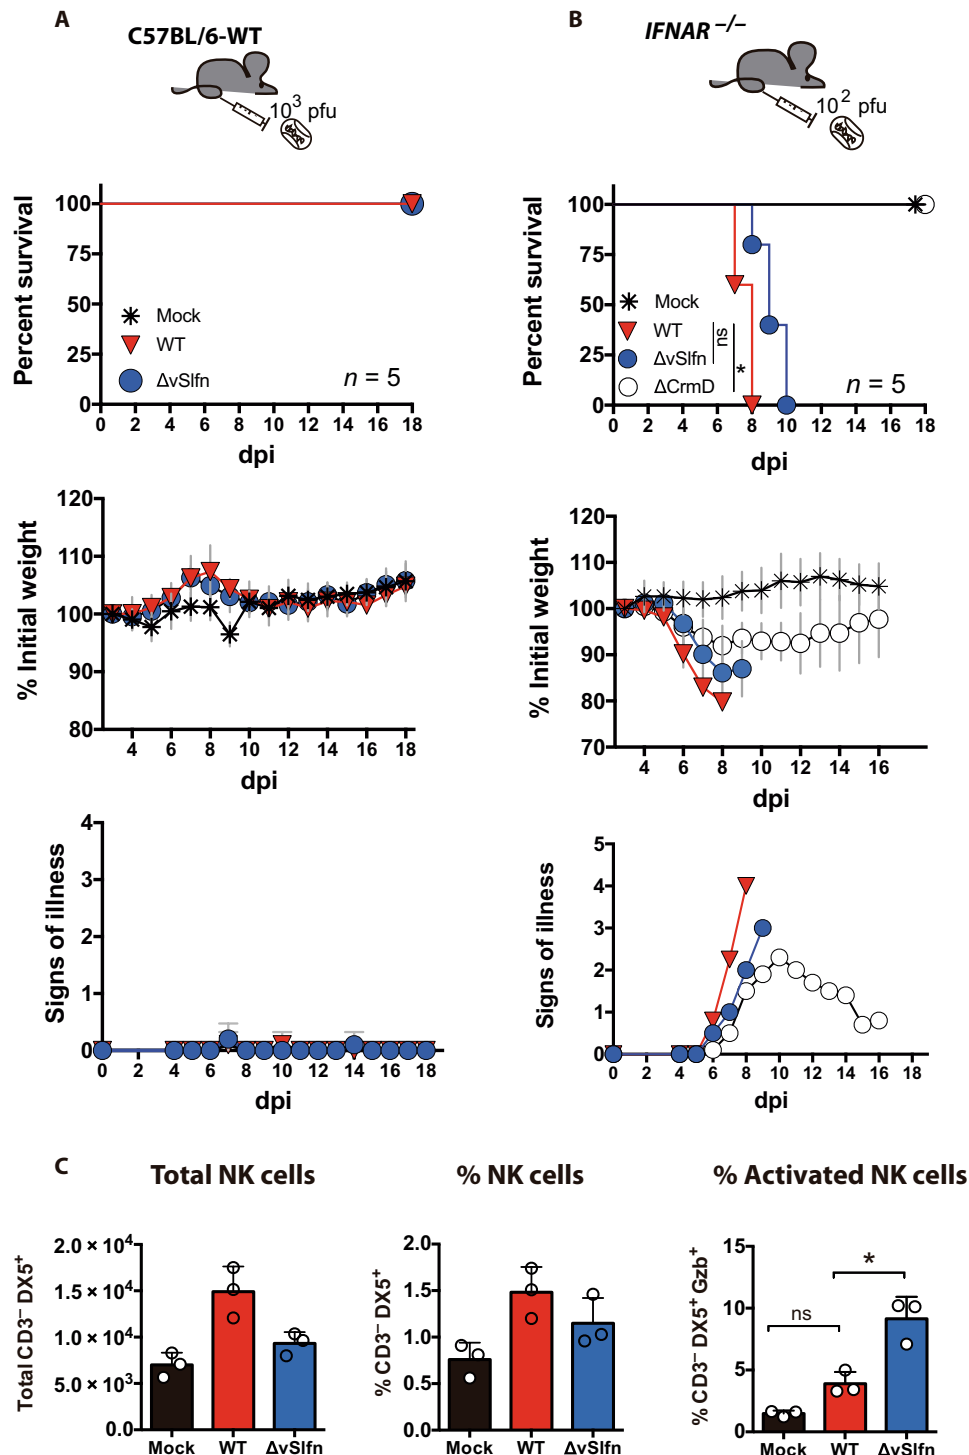 A
C57BL/6-WT
10³ pfu
Percent survival
100
75
50
25
0
Mock
WT
ΔvSlfn
n = 5
0 2 4 6 8 10 12 14 16 18
dpi
% Initial weight
120
110
100
90
80
4 6 8 10 12 14 16 18
dpi
Signs of illness
4
3
2
1
0
0 2 4 6 8 10 12 14 16 18
dpi
B
IFNAR –/–
10² pfu
Percent survival
100
75
50
25
0
Mock
WT
ΔvSlfn
ΔCrmD
ns
*
n = 5
0 2 4 6 8 10 12 14 16 18
dpi
% Initial weight
120
110
100
90
80
70
4 6 8 10 12 14 16
dpi
Signs of illness
5
4
3
2
1
0
0 2 4 6 8 10 12 14 16 18
dpi
C
Total NK cells
Total CD3– DX5+
2.0 × 10⁴
1.5 × 10⁴
1.0 × 10⁴
5.0 × 10³
0.0
Mock WT ΔvSlfn
% NK cells
% CD3– DX5+
2.0
1.5
1.0
0.5
0.0
Mock WT ΔvSlfn
% Activated NK cells
% CD3– DX5+ Gzb+
15
10
5
0
ns
*
Mock WT ΔvSlfn